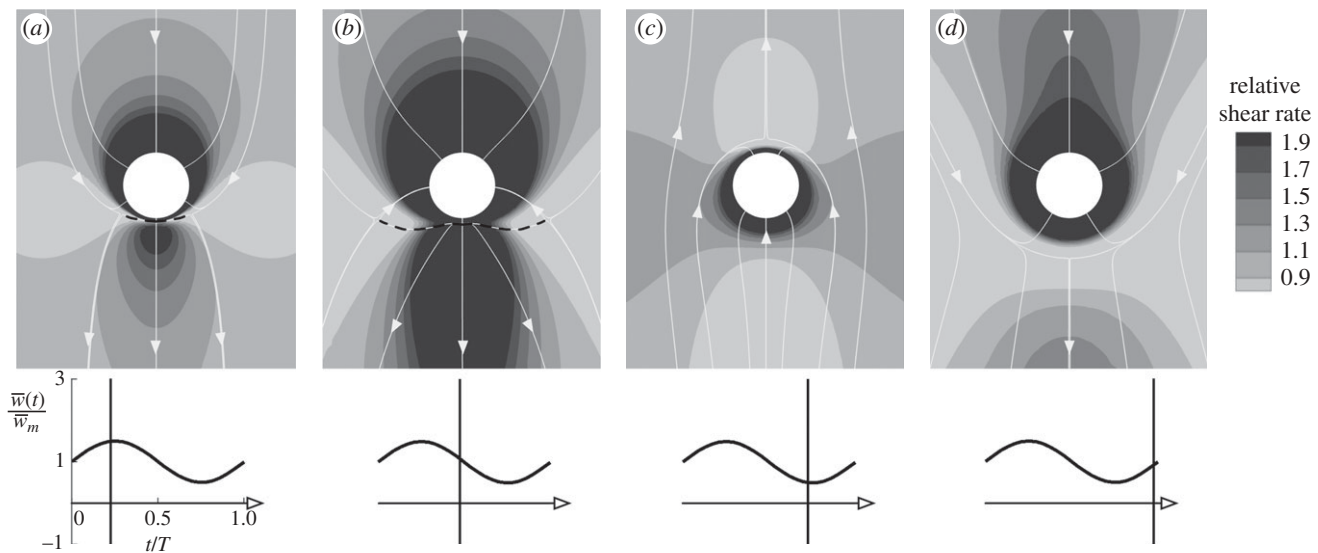 (a)
(b)
(c)
(d)
relative
shear rate
1.9
1.7
1.5
1.3
1.1
0.9
3
w̅(t)
w̅m
1
0
0.5
1.0
–1
t/T